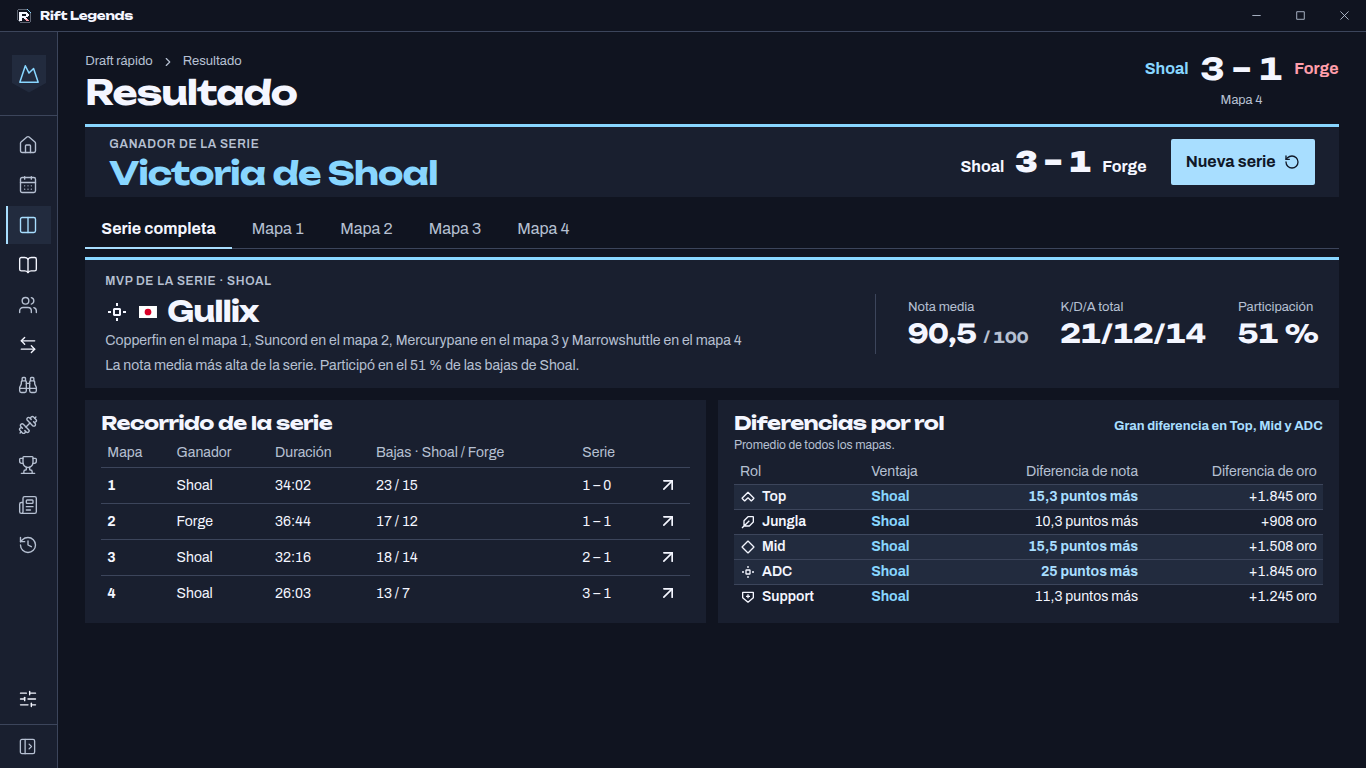 Rift Legends
Draft rápido > Resultado
Resultado
Shoal 3 – 1 Forge
Mapa 4
GANADOR DE LA SERIE
Victoria de Shoal
Shoal 3 – 1 Forge
Nueva serie
Serie completa Mapa 1 Mapa 2 Mapa 3 Mapa 4
MVP DE LA SERIE · SHOAL
Gullix
Copperfin en el mapa 1, Suncord en el mapa 2, Mercurypane en el mapa 3 y Marrowshuttle en el mapa 4
La nota media más alta de la serie. Participó en el 51 % de las bajas de Shoal.
Nota media K/D/A total Participación
90,5 / 100 21/12/14 51 %
Recorrido de la serie
Mapa Ganador Duración Bajas · Shoal / Forge Serie
1 Shoal 34:02 23 / 15 1 – 0
2 Forge 36:44 17 / 12 1 – 1
3 Shoal 32:16 18 / 14 2 – 1
4 Shoal 26:03 13 / 7 3 – 1
Diferencias por rol
Gran diferencia en Top, Mid y ADC
Promedio de todos los mapas.
Rol Ventaja Diferencia de nota Diferencia de oro
Top Shoal 15,3 puntos más +1.845 oro
Jungla Shoal 10,3 puntos más +908 oro
Mid Shoal 15,5 puntos más +1.508 oro
ADC Shoal 25 puntos más +1.845 oro
Support Shoal 11,3 puntos más +1.245 oro